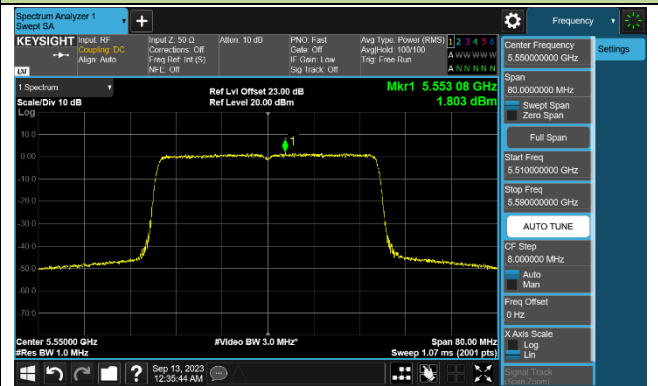 Spectrum Analyzer 1
Swept SA
Frequency
KEYSIGHT
Input: RF
Coupling: DC
Align: Auto
Input Z: 50 Ω
Corrections: Off
Freq Ref: Int (S)
NFE: Off
Atten: 10 dB
PNO: Fast
Gate: Off
IF Gain: Low
Sig Track: Off
Avg Type: Power (RMS)
Avg|Hold: 100/100
Trig: Free Run
1 2 3 4 5 6
A W W W W W
A N N N N N
LXI
1 Spectrum
Scale/Div 10 dB
Log
Ref Lvl Offset 23.00 dB
Ref Level 20.00 dBm
Mkr1 5.553 08 GHz
1.803 dBm
1
10.0
0.00
-10.0
-20.0
-30.0
-40.0
-50.0
-60.0
-70.0
Center 5.55000 GHz
#Res BW 1.0 MHz
#Video BW 3.0 MHz*
Span 80.00 MHz
Sweep 1.07 ms (2001 pts)
Center Frequency
5.550000000 GHz
Settings
Span
80.0000000 MHz
Swept Span
Zero Span
Full Span
Start Freq
5.510000000 GHz
Stop Freq
5.590000000 GHz
AUTO TUNE
CF Step
8.000000 MHz
Auto
Man
Freq Offset
0 Hz
X Axis Scale
Log
Lin
Signal Track
(Span Zoom)
?
Sep 13, 2023
12:35:44 AM